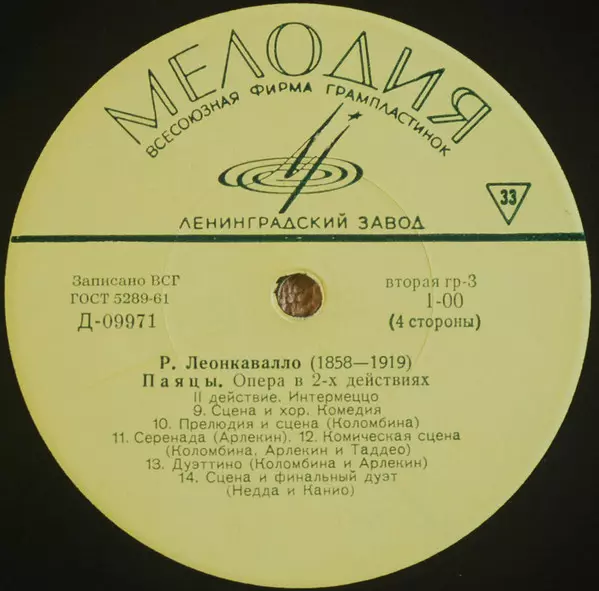 МЕЛОДИЯ
ВСЕСОЮЗНАЯ ФИРМА ГРАМПЛАСТИНОК
33
ЛЕНИНГРАДСКИЙ ЗАВОД
Записано ВСГ
ГОСТ 5289-61
Д-09971
вторая гр-3
1-00
(4 стороны)
Р. Леонкавалло (1858—1919)
Паяцы. Опера в 2-х действиях
II действие. Интермеццо
9. Сцена и хор. Комедия
10. Прелюдия и сцена (Коломбина)
11. Серенада (Арлекин). 12. Комическая сцена
(Коломбина, Арлекин и Таддео)
13. Дуэттино (Коломбина и Арлекин)
14. Сцена и финальный дуэт
(Недда и Канио)